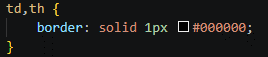 td,th {
    border: solid 1px #000000;
}